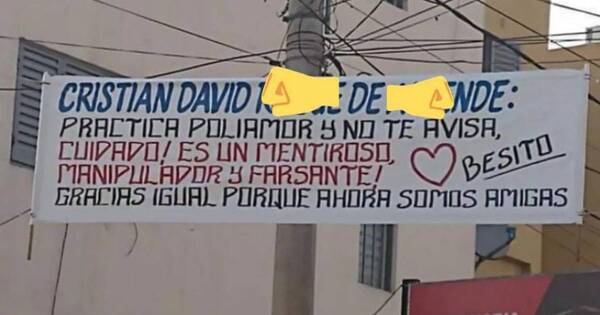 CRISTIAN DAVID DE
PRACTICA POLIAMOR Y NO TE AVISA,
CUIDADO! ES UN MENTIROSO,
MANIPULADOR Y FARSANTE!
BESITO
GRACIAS IGUAL PORQUE AHORA SOMOS AMIGAS